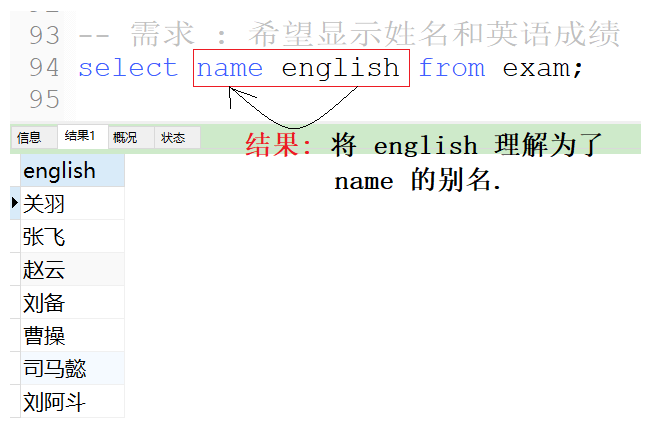 93 -- 需求 : 希望显示姓名和英语成绩
94 select name english from exam;
95
信息 结果1 概况 状态
结果: 将 english 理解为了
name 的别名.
english
关羽
张飞
赵云
刘备
曹操
司马懿
刘阿斗